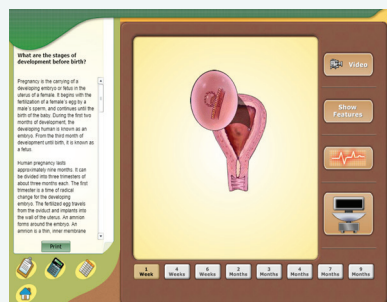 What are the stages of
development before birth?
Pregnancy is the carrying of a
developing embryo or fetus in the
uterus of a female. It begins with the
fertilization of a female's egg by a
male's sperm, and continues until the
birth of the baby. During the first two
months of development, the
developing human is known as an
embryo. From the third month of
development until birth, it is known as
a fetus.
Human pregnancy lasts
approximately nine months. It can
be divided into three trimesters of
about three months each. The first
trimester is a time of radical
change for the developing
embryo. The fertilized egg travels
from the oviduct and implants into
the wall of the uterus. An amnion
forms around the embryo. An
amnion is a thin, inner membrane
Print
Video
Show
Features
1
Week
4
Weeks
6
Weeks
2
Months
3
Months
4
Months
7
Months
9
Months